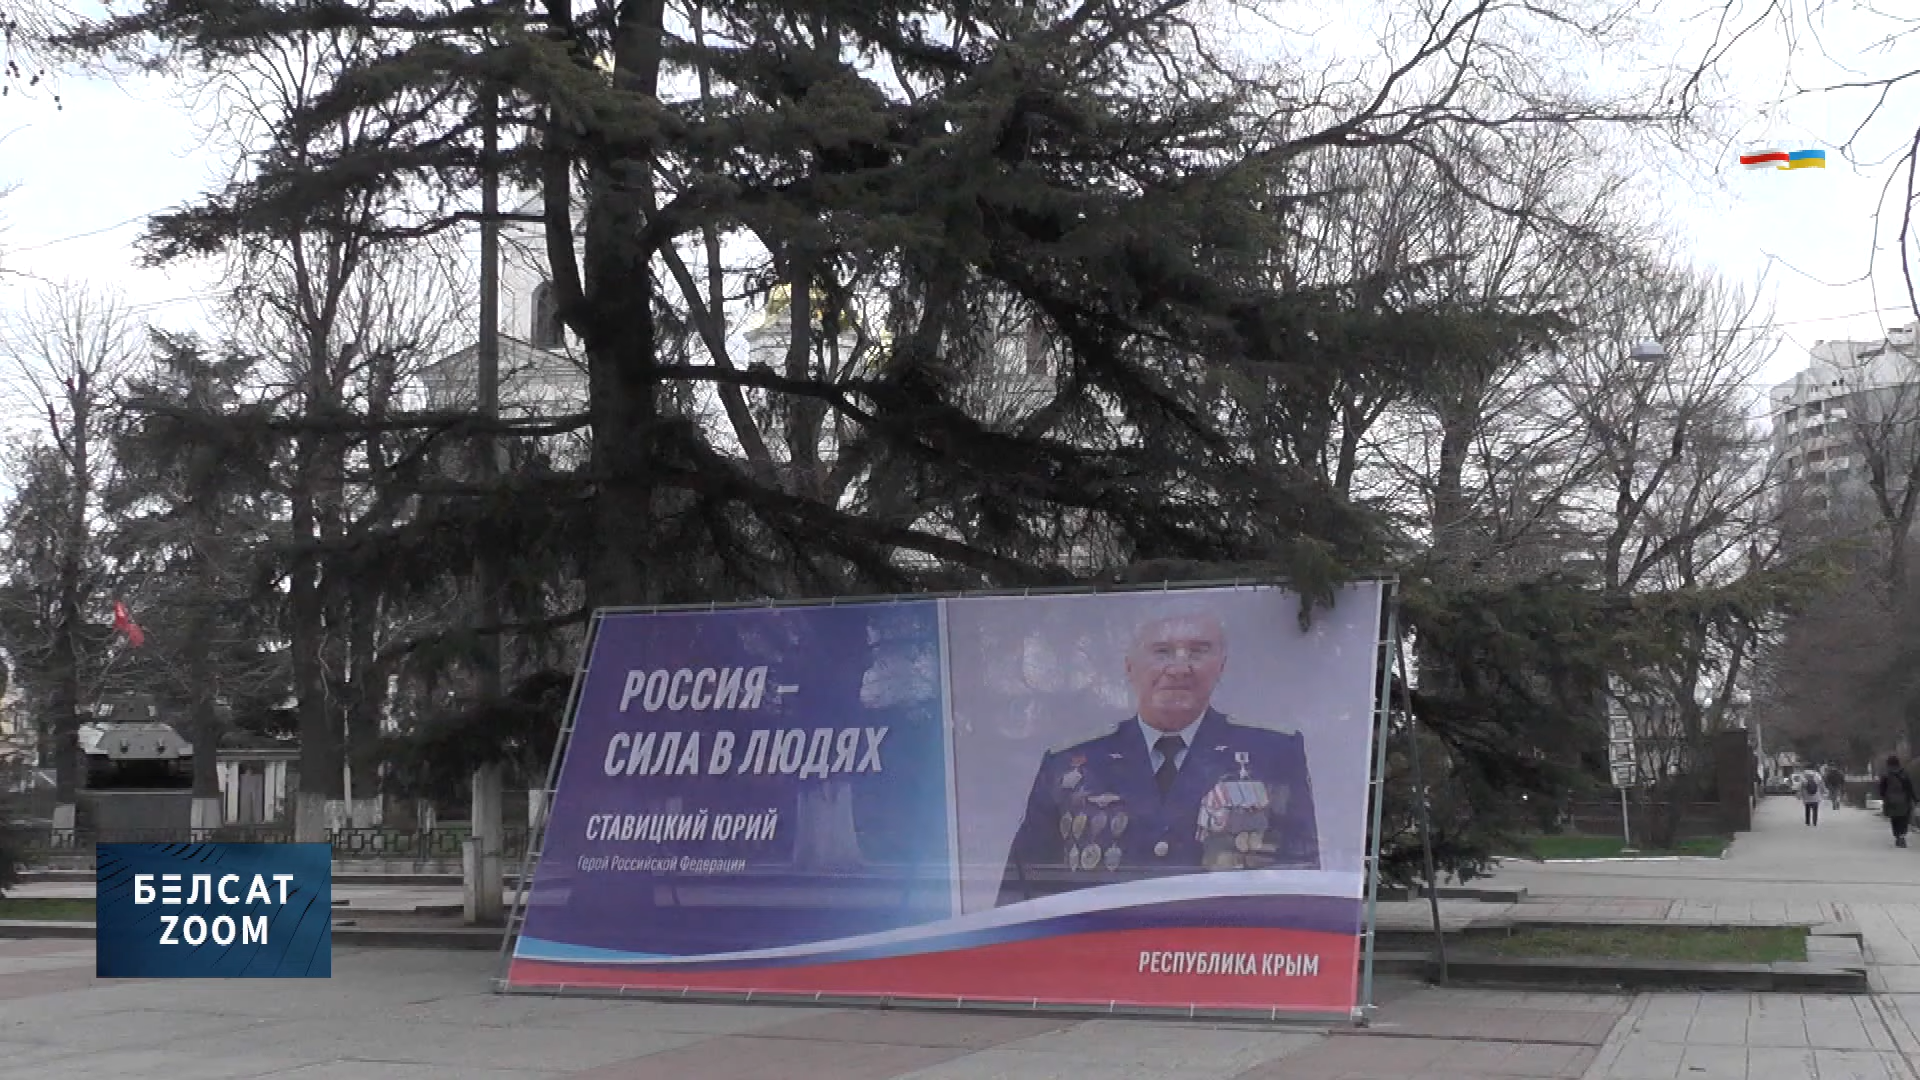 РОССИЯ –
СИЛА В ЛЮДЯХ
СТАВИЦКИЙ ЮРИЙ
Герой Российской Федерации
РЕСПУБЛИКА КРЫМ
БЕЛСАТ
ZOOM